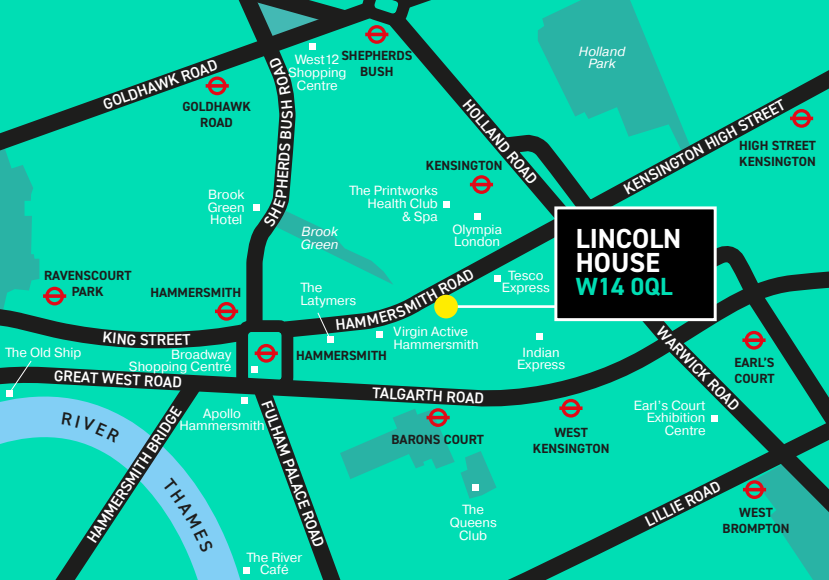 Holland
Park
West12
Shopping
Centre
SHEPHERDS
BUSH
GOLDHAWK ROAD
GOLDHAWK
ROAD
SHEPHERDS BUSH ROAD
HOLLAND ROAD
KENSINGTON HIGH STREET
HIGH STREET
KENSINGTON
KENSINGTON
The Printworks
Health Club
& Spa
Olympia
London
Brook
Green
Hotel
Brook
Green
LINCOLN
HOUSE
W14 0QL
RAVENSCOURT
PARK
HAMMERSMITH
The
Latymers
HAMMERSMITH ROAD
Tesco
Express
KING STREET
HAMMERSMITH
Virgin Active
Hammersmith
Indian
Express
WARWICK ROAD
EARL'S
COURT
The Old Ship
Broadway
Shopping Centre
GREAT WEST ROAD
TALGARTH ROAD
Apollo
Hammersmith
RIVER
THAMES
HAMMERSMITH BRIDGE
FULHAM PALACE ROAD
BARONS COURT
WEST
KENSINGTON
Earl's Court
Exhibition
Centre
The
Queens
Club
LILLIE ROAD
WEST
BROMPTON
The River
Café